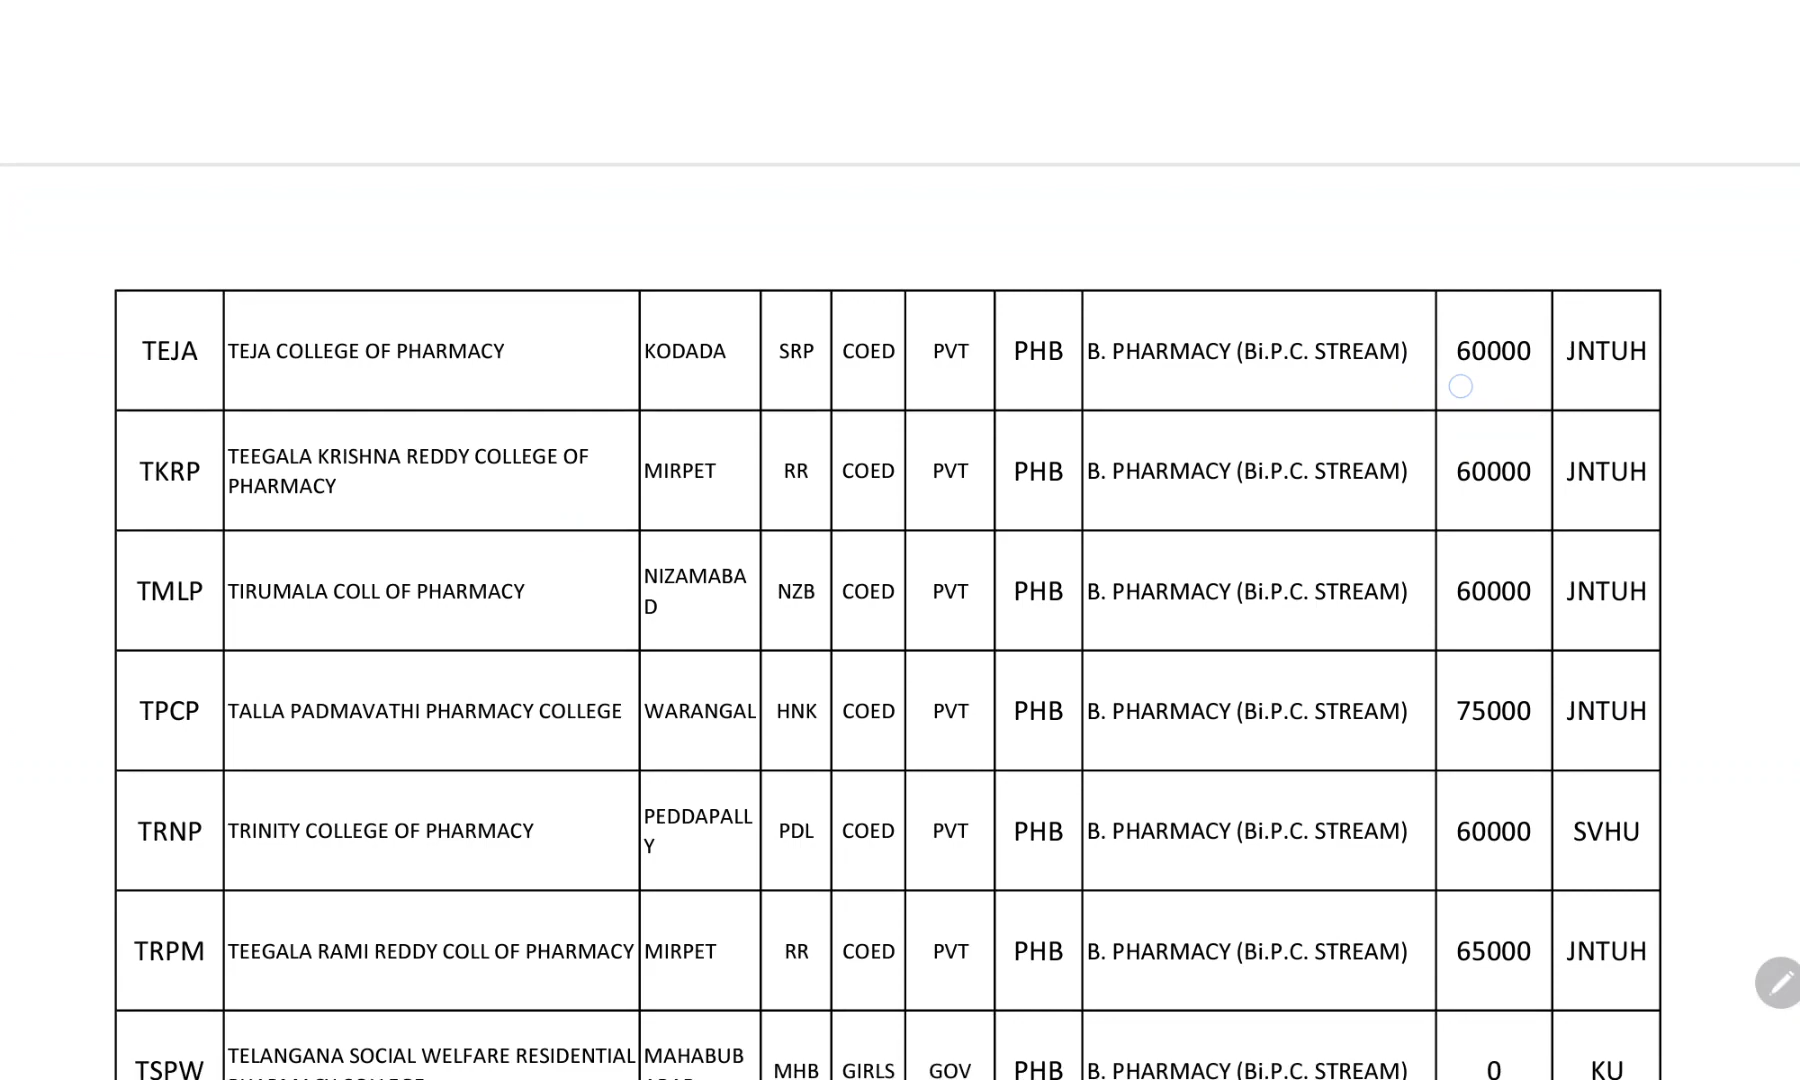 TEJA TEJA COLLEGE OF PHARMACY KODADA SRP COED PVT PHB B. PHARMACY (Bi.P.C. STREAM) 60000 JNTUH
TKRP TEEGALA KRISHNA REDDY COLLEGE OF
PHARMACY MIRPET RR COED PVT PHB B. PHARMACY (Bi.P.C. STREAM) 60000 JNTUH
TMLP TIRUMALA COLL OF PHARMACY NIZAMABA
D NZB COED PVT PHB B. PHARMACY (Bi.P.C. STREAM) 60000 JNTUH
TPCP TALLA PADMAVATHI PHARMACY COLLEGE WARANGAL HNK COED PVT PHB B. PHARMACY (Bi.P.C. STREAM) 75000 JNTUH
TRNP TRINITY COLLEGE OF PHARMACY PEDDAPALL
Y PDL COED PVT PHB B. PHARMACY (Bi.P.C. STREAM) 60000 SVHU
TRPM TEEGALA RAMI REDDY COLL OF PHARMACY MIRPET RR COED PVT PHB B. PHARMACY (Bi.P.C. STREAM) 65000 JNTUH
TSPW TELANGANA SOCIAL WELFARE RESIDENTIAL MAHABUB MHB GIRLS GOV PHB B. PHARMACY (Bi.P.C. STREAM) 0 KU